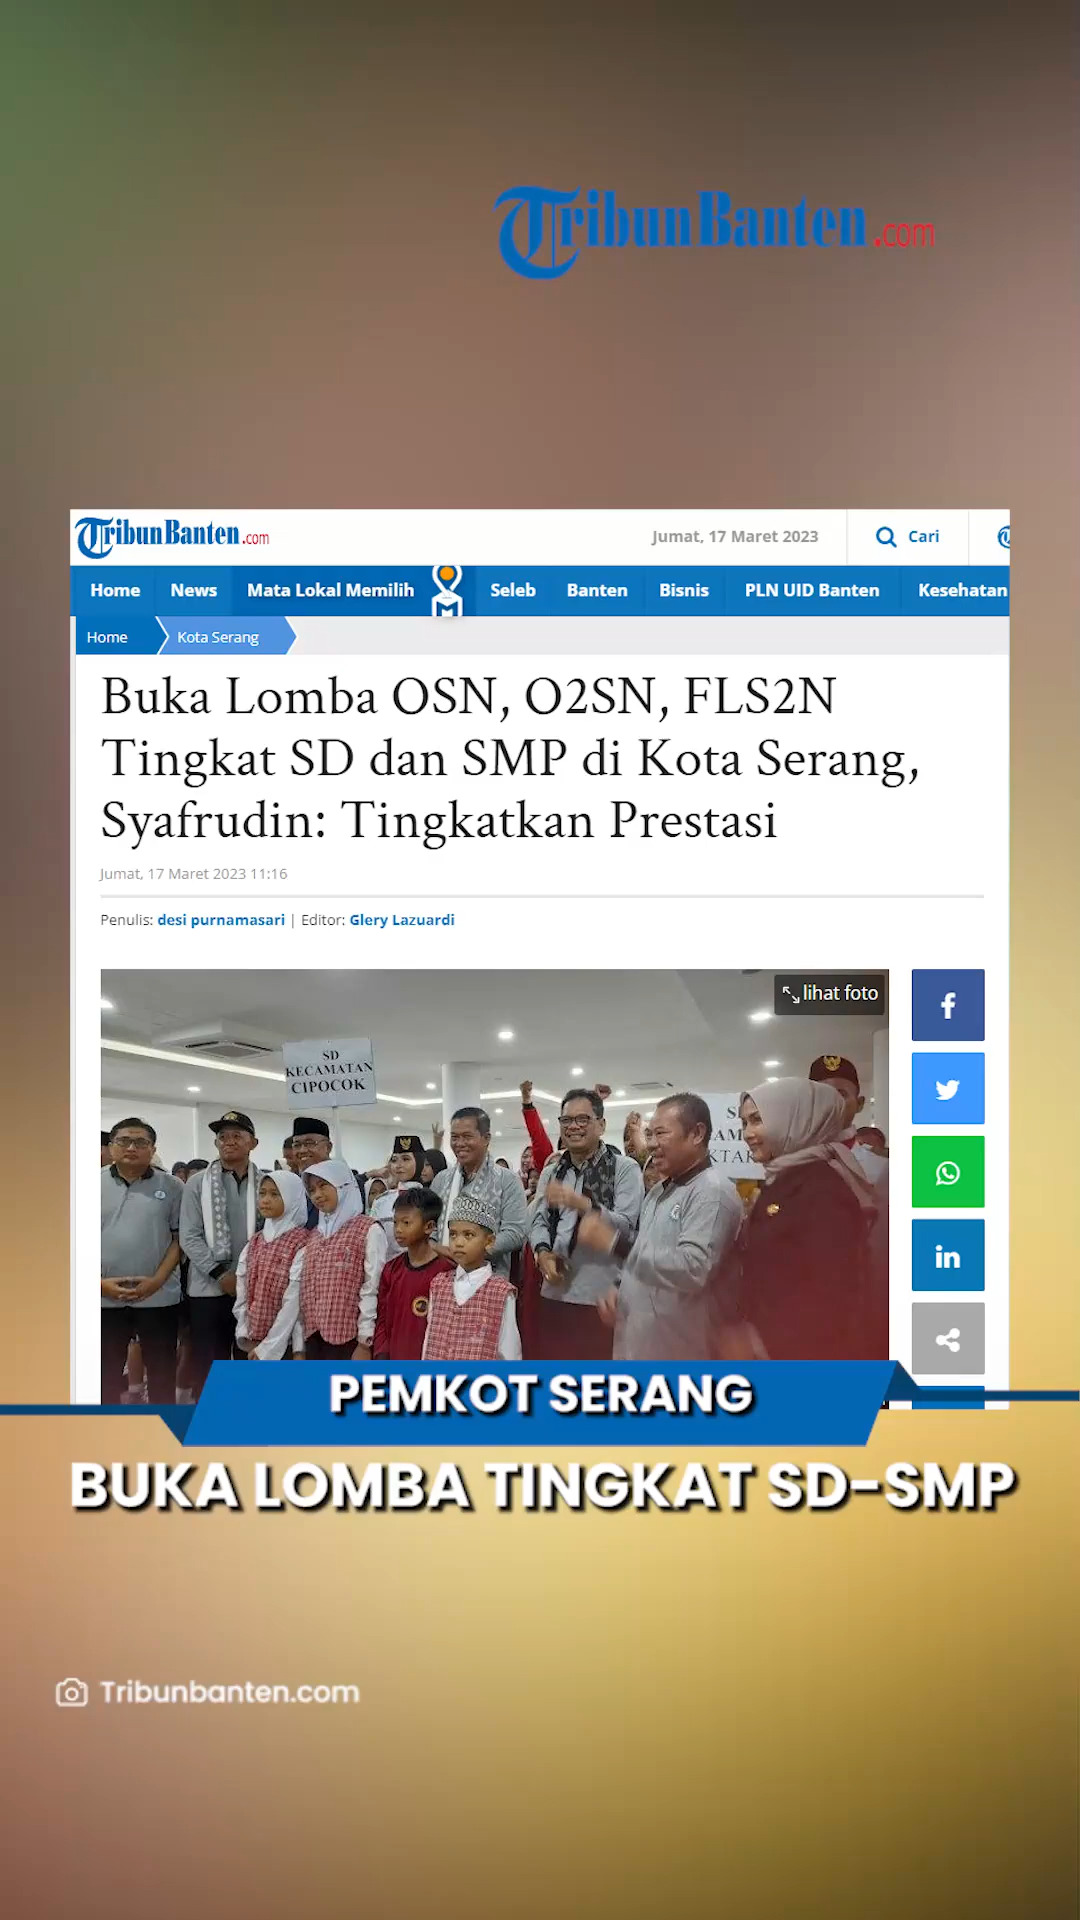 TribunBanten.com
TribunBanten.com
Jumat, 17 Maret 2023
Cari
Home
News
Mata Lokal Memilih
M
Seleb
Banten
Bisnis
PLN UID Banten
Kesehatan
Home
Kota Serang
Buka Lomba OSN, O2SN, FLS2N
Tingkat SD dan SMP di Kota Serang,
Syafrudin: Tingkatkan Prestasi
Jumat, 17 Maret 2023 11:16
Penulis: desi purnamasari | Editor: Glery Lazuardi
lihat foto
SD
KECAMATAN
CIPOCOK
PEMKOT SERANG
BUKA LOMBA TINGKAT SD-SMP
Tribunbanten.com